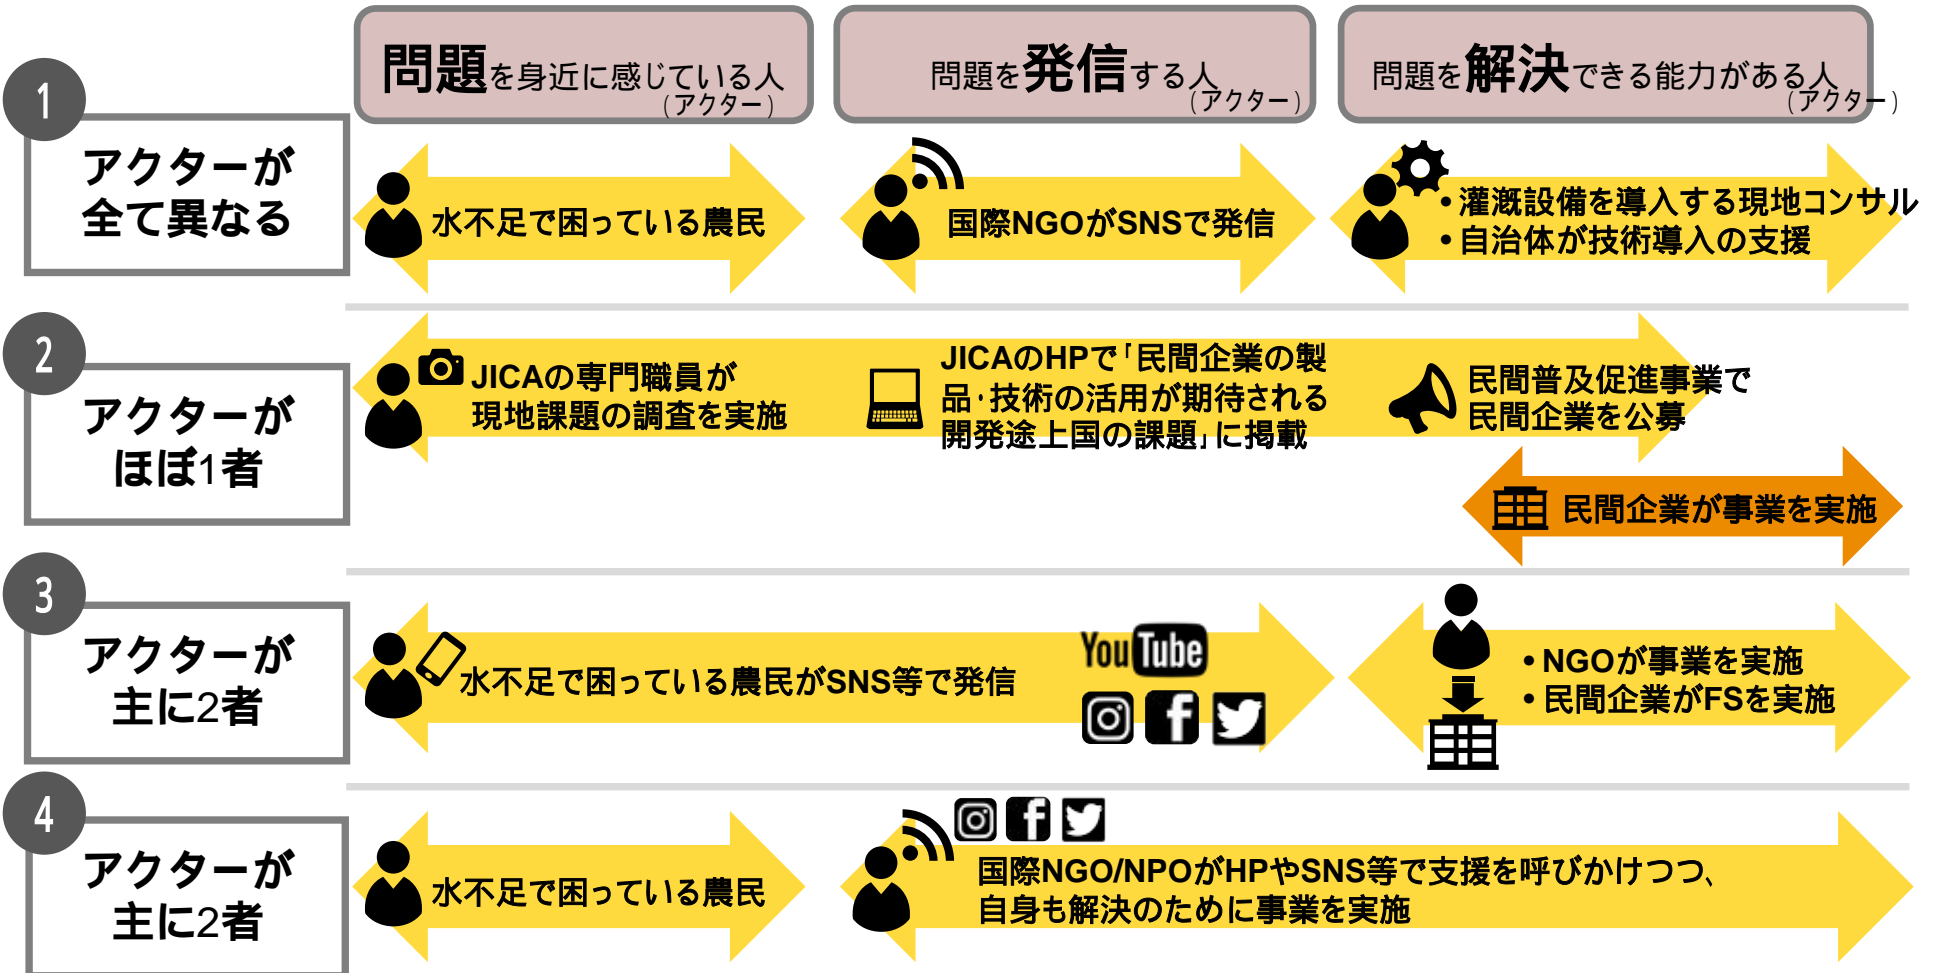 問題を身近に感じている人
(アクター)
問題を発信する人
(アクター)
問題を解決できる能力がある人
(アクター)
1
アクターが
全て異なる
水不足で困っている農民
国際NGOがSNSで発信
•灌漑設備を導入する現地コンサル
•自治体が技術導入の支援
2
アクターが
ほぼ1者
JICAの専門職員が
現地課題の調査を実施
JICAのHPで「民間企業の製
品・技術の活用が期待される
開発途上国の課題」に掲載
民間普及促進事業で
民間企業を公募
民間企業が事業を実施
3
アクターが
主に2者
水不足で困っている農民がSNS等で発信
YouTube
•NGOが事業を実施
•民間企業がFSを実施
4
アクターが
主に2者
水不足で困っている農民
国際NGO/NPOがHPやSNS等で支援を呼びかけつつ、
自身も解決のために事業を実施